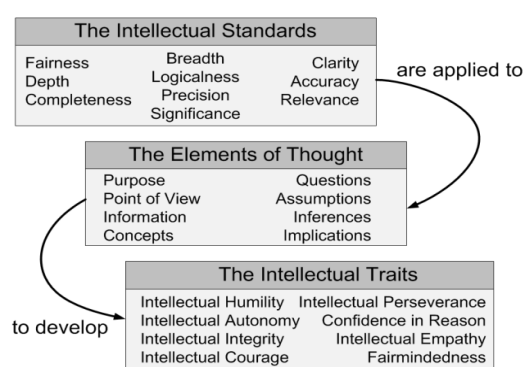 The Intellectual Standards
Fairness
Depth
Completeness
Breadth
Logicalness
Precision
Significance
Clarity
Accuracy
Relevance
are applied to
The Elements of Thought
Purpose
Point of View
Information
Concepts
Questions
Assumptions
Inferences
Implications
to develop
The Intellectual Traits
Intellectual Humility
Intellectual Autonomy
Intellectual Integrity
Intellectual Courage
Intellectual Perseverance
Confidence in Reason
Intellectual Empathy
Fairmindedness